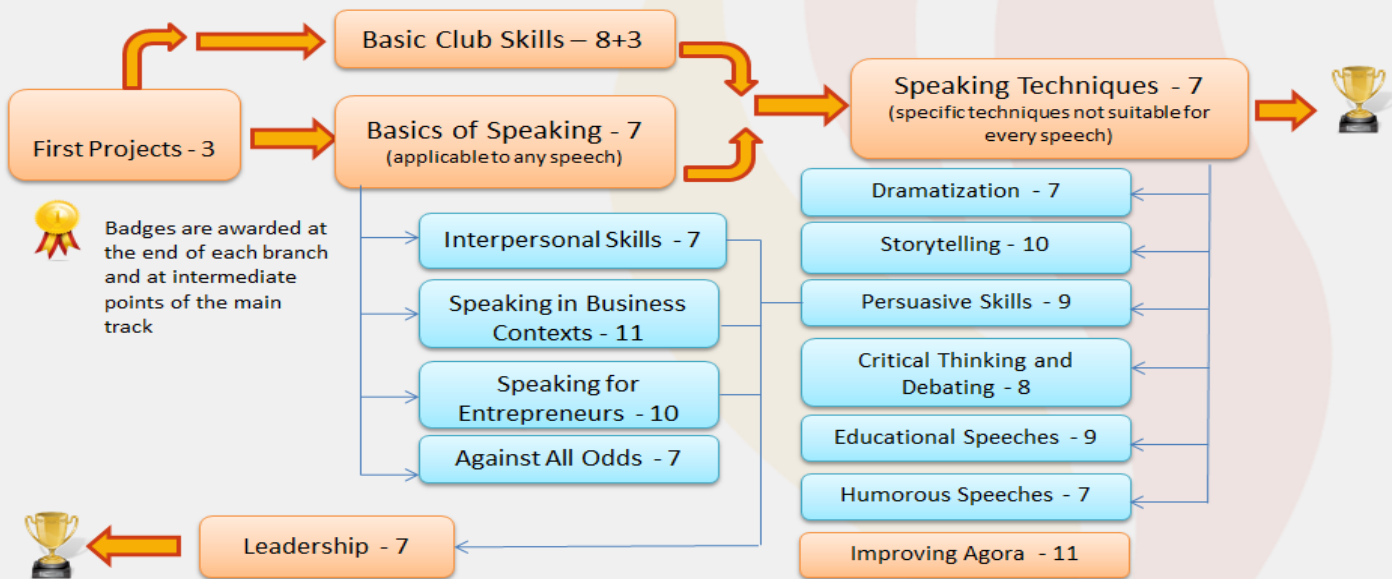 Basic Club Skills – 8+3
First Projects - 3
Basics of Speaking - 7
(applicable to any speech)
Speaking Techniques - 7
(specific techniques not suitable for
every speech)
1
Badges are awarded at
the end of each branch
and at intermediate
points of the main
track
Interpersonal Skills - 7
Speaking in Business
Contexts - 11
Speaking for
Entrepreneurs - 10
Against All Odds - 7
Dramatization - 7
Storytelling - 10
Persuasive Skills - 9
Critical Thinking and
Debating - 8
Educational Speeches - 9
Humorous Speeches - 7
Improving Agora - 11
Leadership - 7